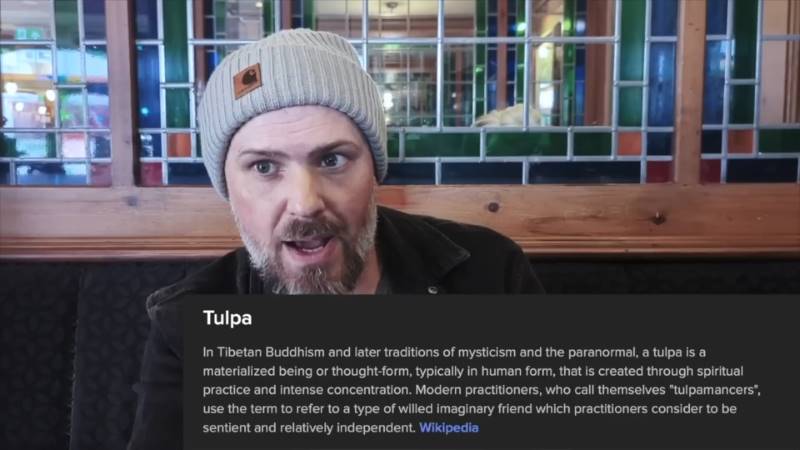 Tulpa
In Tibetan Buddhism and later traditions of mysticism and the paranormal, a tulpa is a
materialized being or thought-form, typically in human form, that is created through spiritual
practice and intense concentration. Modern practitioners, who call themselves "tulpamancers",
use the term to refer to a type of willed imaginary friend which practitioners consider to be
sentient and relatively independent. Wikipedia